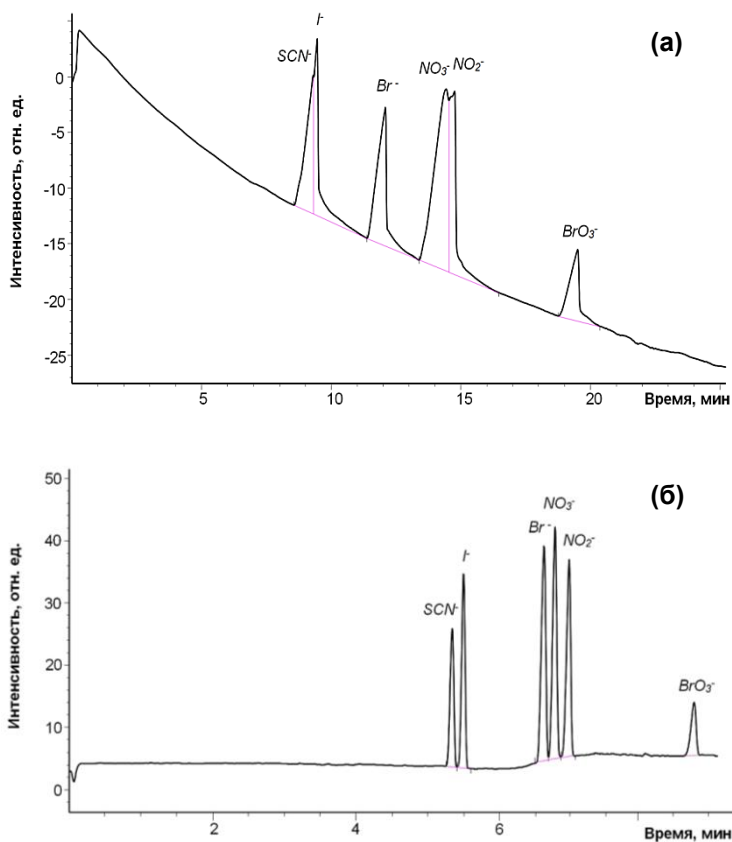 (а)
I-
SCN-
Br-
NO3- NO2-
BrO3-
Интенсивность, отн. ед.
0
-5
-10
-15
-20
-25
5 10 15 20 Время, мин
(б)
NO3-
Br-
NO2-
I-
SCN-
BrO3-
Интенсивность, отн. ед.
50
40
30
20
10
0
2 4 6 Время, мин